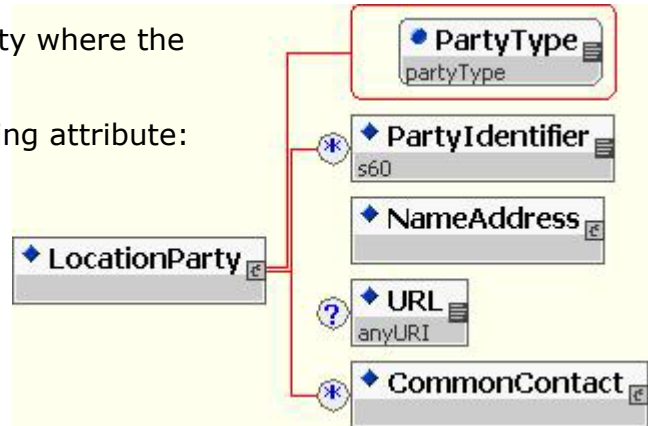 ty where the
ing attribute:
PartyType
partyType
* PartyIdentifier
s60
NameAddress
LocationParty
? URL
anyURI
* CommonContact